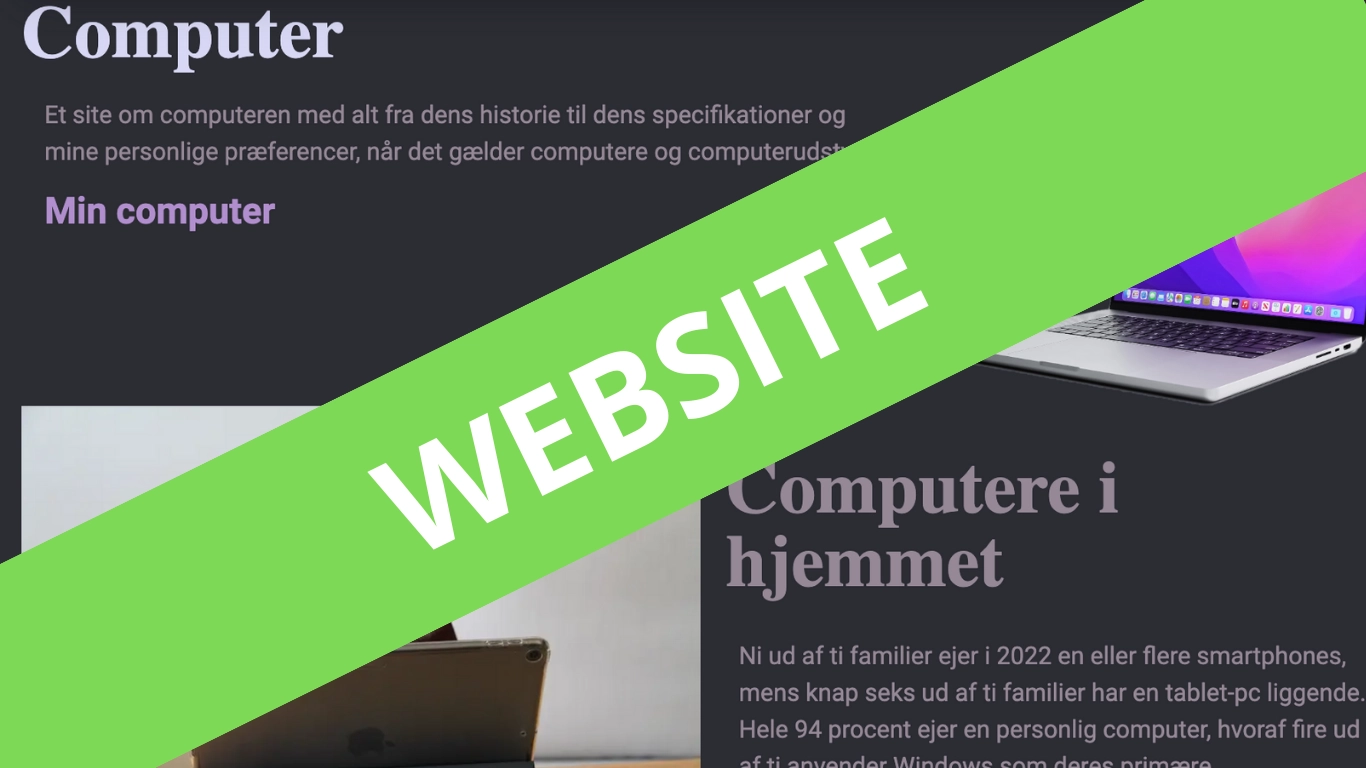 Computer
Et site om computeren med alt fra dens historie til dens specifikationer og
mine personlige præferencer, når det gælder computere og
Min computer
WEBSITE
Computere i
hjemmet
Ni ud af ti familier ejer i 2022 en eller flere smartphones,
mens knap seks ud af ti familier har en tablet-pc liggende.
Hele 94 procent ejer en personlig computer, hvoraf fire ud
af ti anvender Windows som deres primære